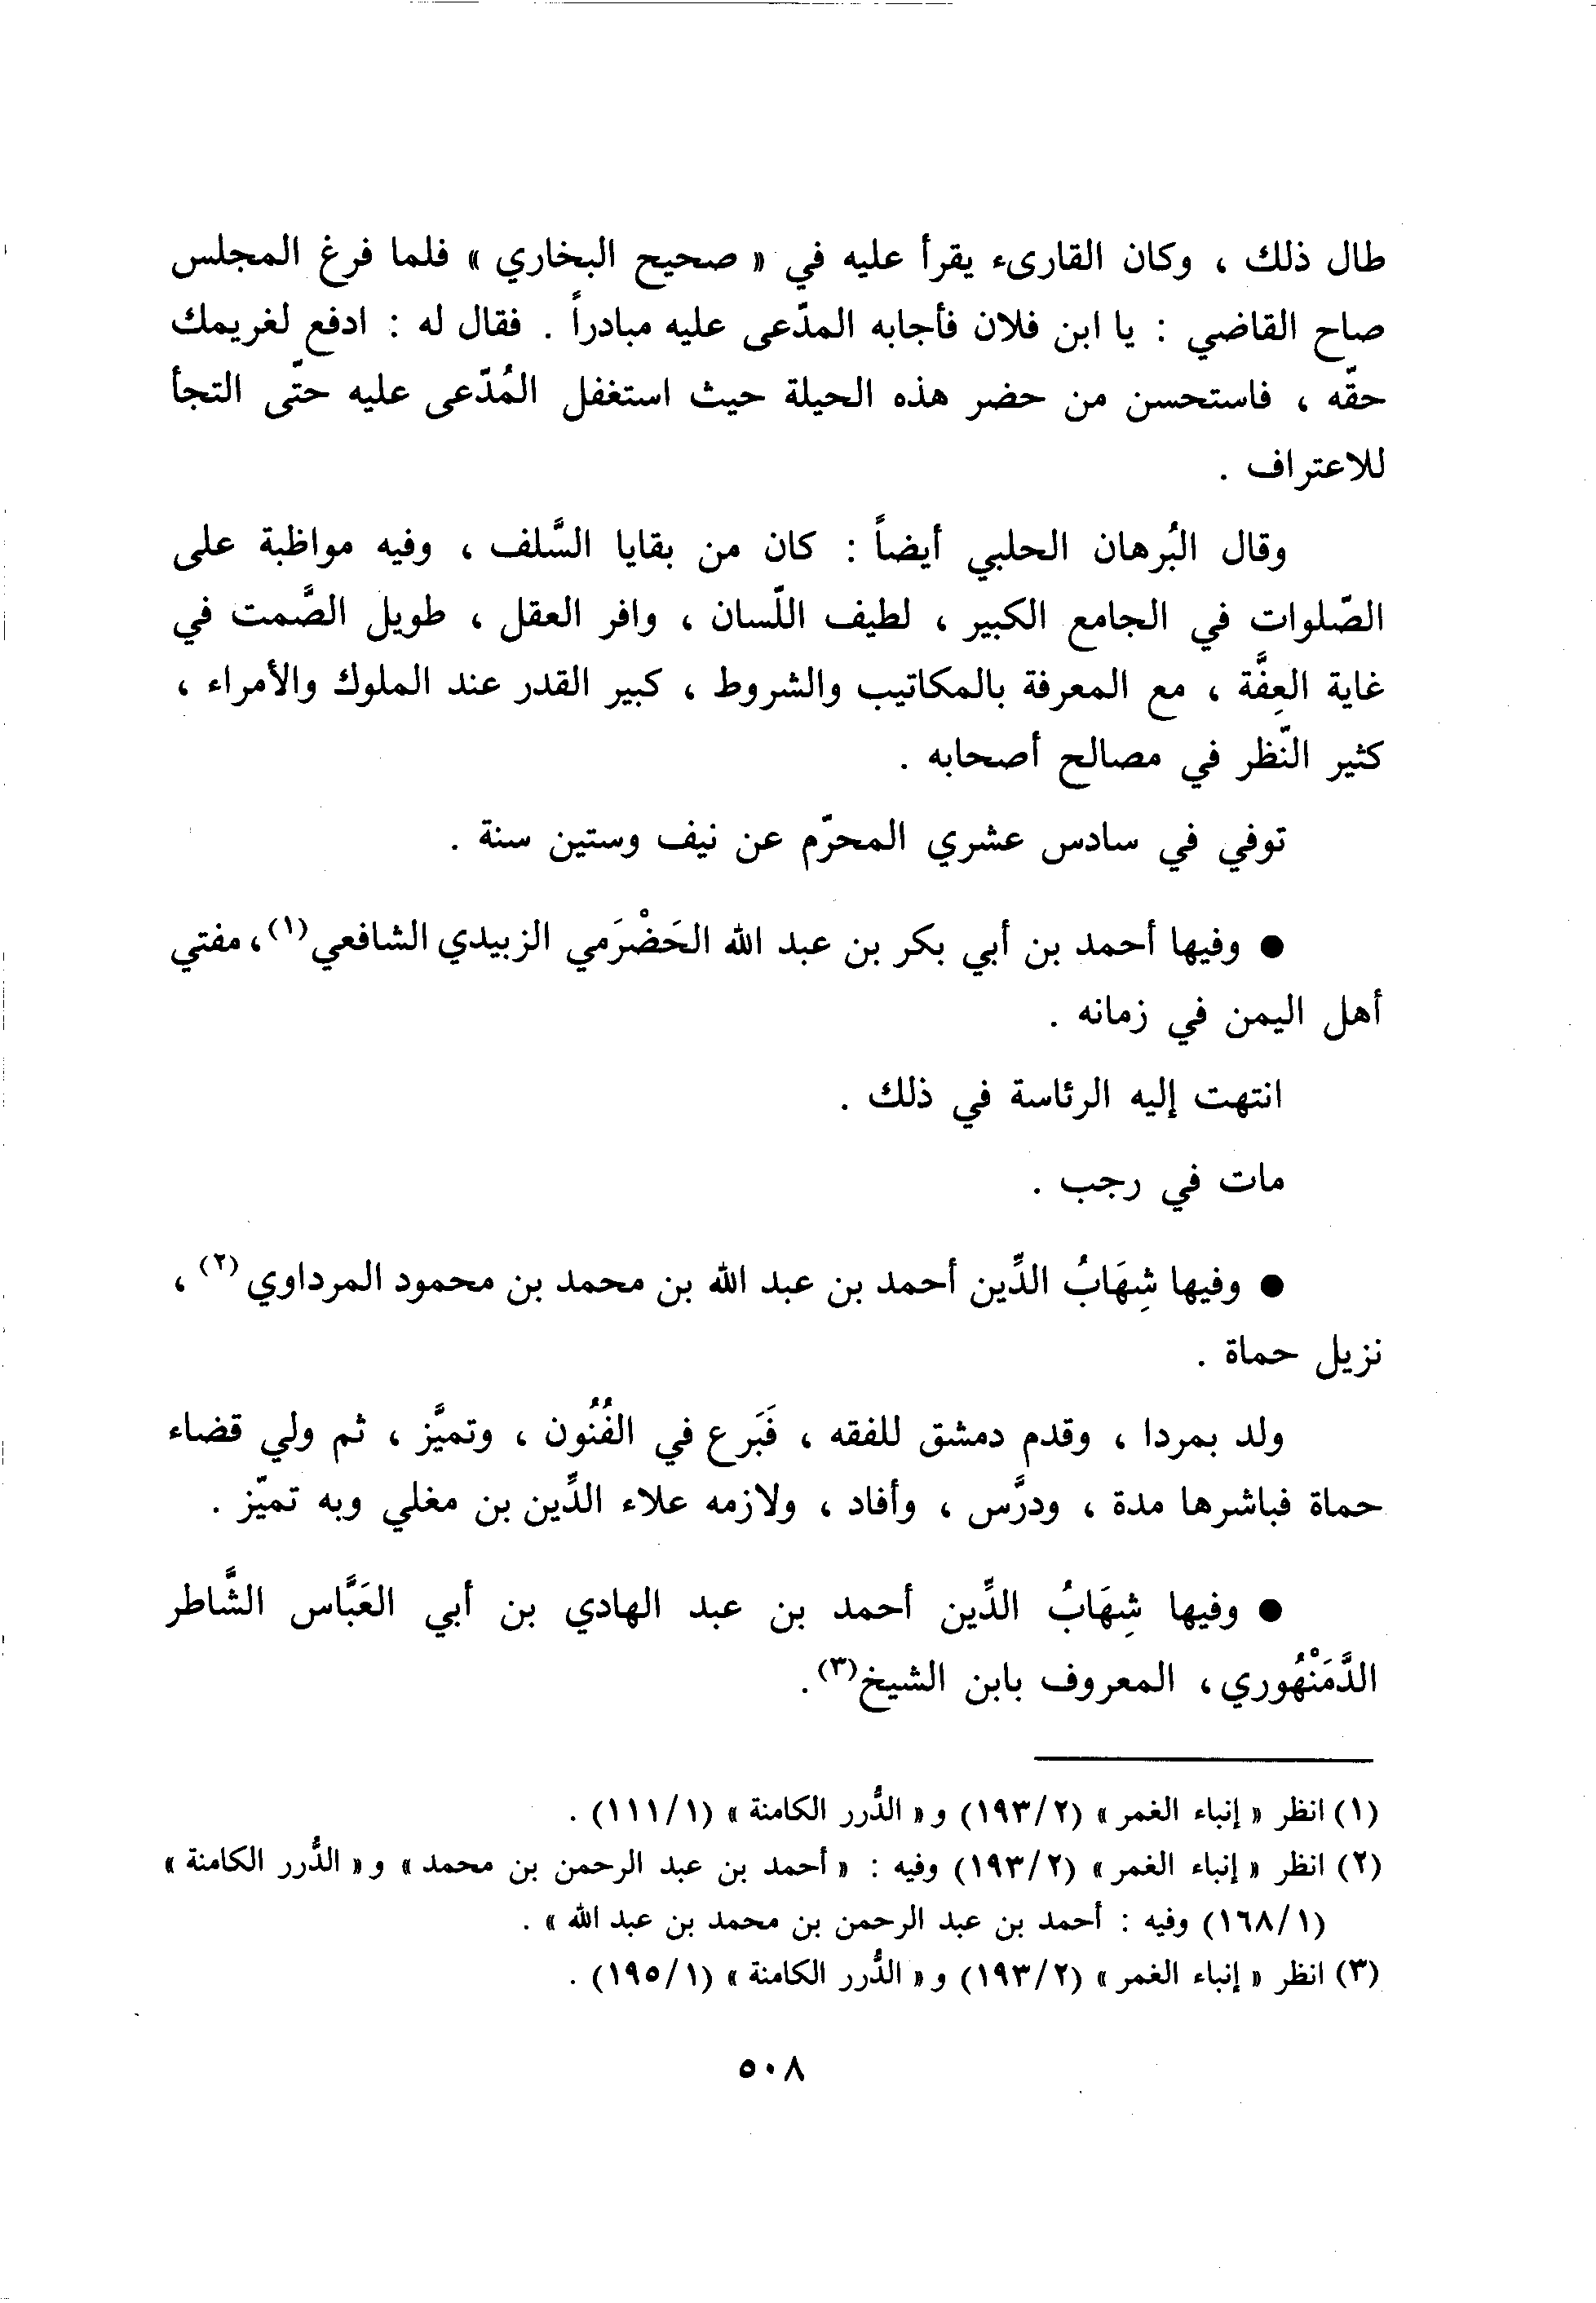 طال ذلك ، وكان القارىء يقرأ عليه في « صحيح البخاري » فلما فرغ المجلس
صاح القاضي : يا ابن فلان فأجابه المدّعى عليه مبادراً . فقال له : ادفع لغريمك
حقّه ، فاستحسن من حضر هذه الحيلة حيث استغفل المُدّعى عليه حتّى التجأ
للاعتراف .
وقال البُرهان الحلبي أيضاً : كان من بقايا السَّلف ، وفيه مواظبة على
الصّلوات في الجامع الكبير ، لطيف اللّسان ، وافر العقل ، طويل الصَّمت في
غاية العِفَّة ، مع المعرفة بالمكاتيب والشروط ، كبير القدر عند الملوك والأمراء ،
كثير النّظر في مصالح أصحابه .
توفي في سادس عشري المحرّم عن نيف وستين سنة .
● وفيها أحمد بن أبي بكر بن عبد الله الحَضْرَمي الزبيدي الشافعي(١)، مفتي
أهل اليمن في زمانه .
انتهت إليه الرئاسة في ذلك .
مات في رجب .
● وفيها شِهَابُ الدِّين أحمد بن عبد الله بن محمد بن محمود المرداوي(٢) ،
نزيل حماة .
ولد بمردا ، وقدم دمشق للفقه ، فَبَرع في الفُنُون ، وتميَّز ، ثم ولي قضاء
حماة فباشرها مدة ، ودرَّس ، وأفاد ، ولازمه علاء الدِّين بن مغلي وبه تميّز .
● وفيها شِهَابُ الدِّين أحمد بن عبد الهادي بن أبي العَبَّاس الشَّاطر
الدَّمَنْهُوري، المعروف بابن الشيخ(٣).
(١) انظر « إنباء الغمر » (١٩٣/٢) و « الدُّرر الكامنة » (١١١/١) .
(٢) انظر « إنباء الغمر » (١٩٣/٢) وفيه : « أحمد بن عبد الرحمن بن محمد » و « الدُّرر الكامنة »
(١٦٨/١) وفيه : أحمد بن عبد الرحمن بن محمد بن عبد الله » .
(٣) انظر « إنباء الغمر » (١٩٣/٢) و « الدُّرر الكامنة » (١٩٥/١) .
٥٠٨